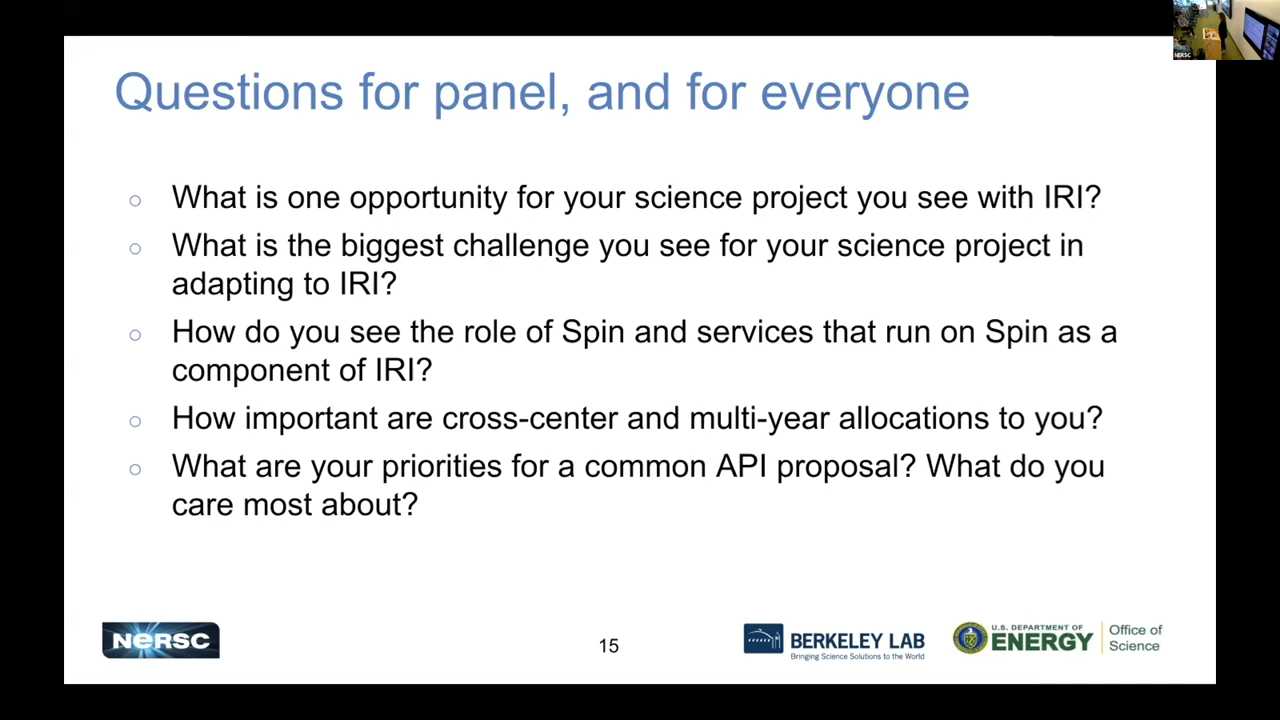 Questions for panel, and for everyone
What is one opportunity for your science project you see with IRI?
What is the biggest challenge you see for your science project in
adapting to IRI?
How do you see the role of Spin and services that run on Spin as a
component of IRI?
How important are cross-center and multi-year allocations to you?
What are your priorities for a common API proposal? What do you
care most about?
NERSC
15
BERKELEY LAB
Bringing Science Solutions to the World
U.S. DEPARTMENT OF
ENERGY
Office of
Science
NERSC